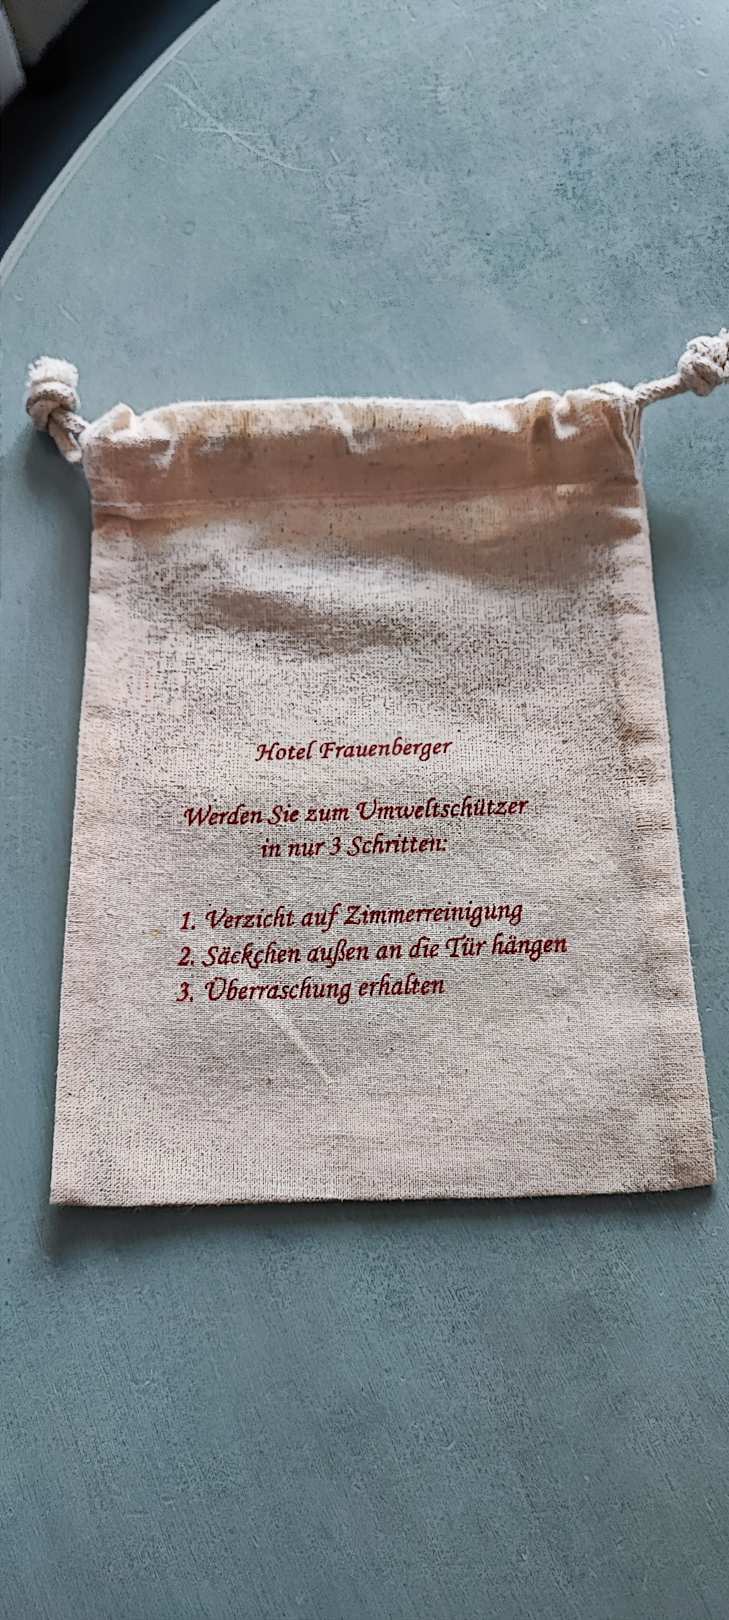 Hotel Frauenberger
Werden Sie zum Umweltschützer
in nur 3 Schritten:
1. Verzicht auf Zimmerreinigung
2. Säckchen außen an die Tür hängen
3. Überraschung erhalten